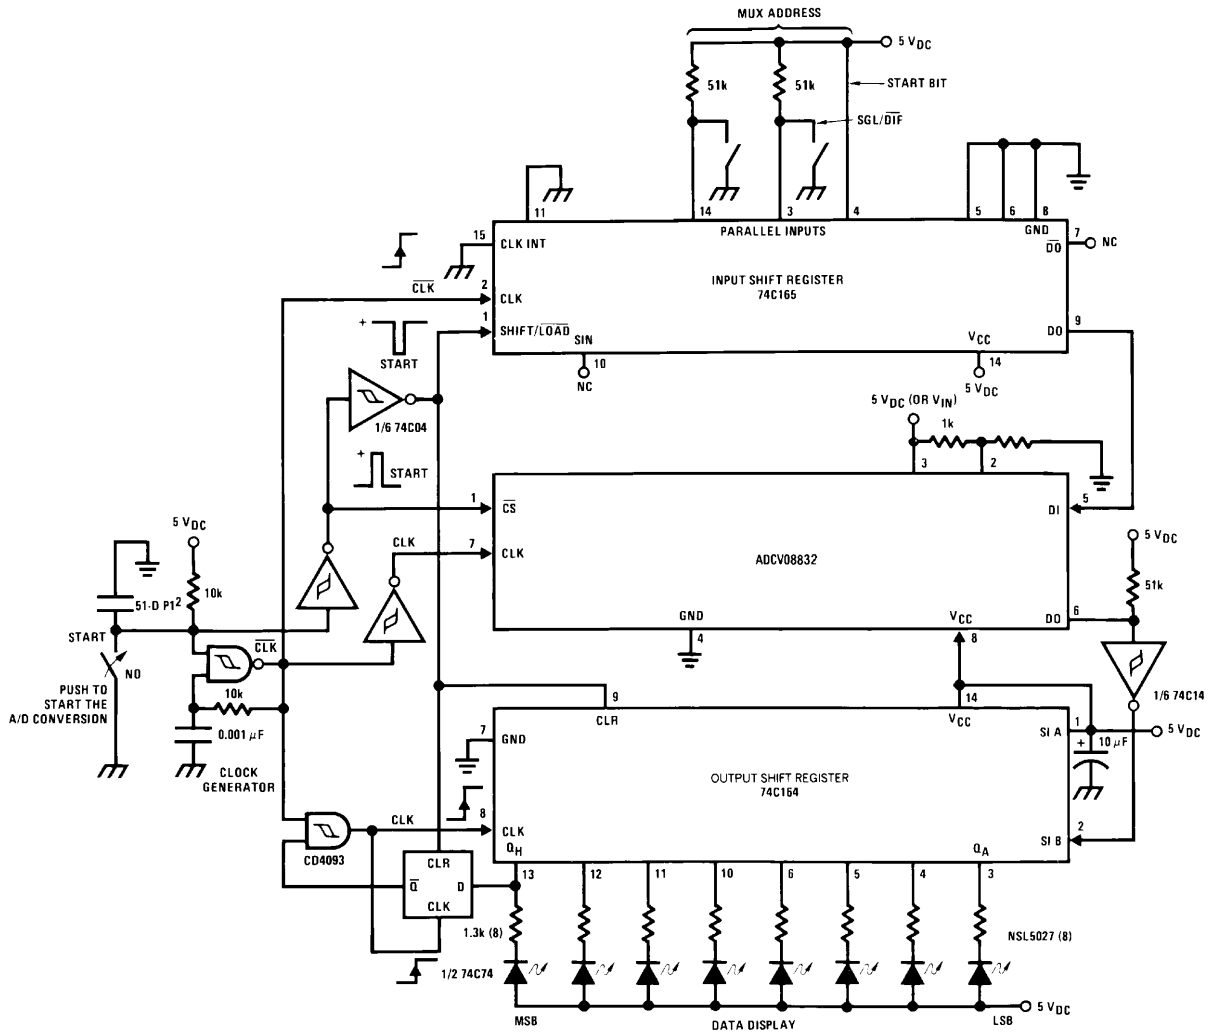 MUX ADDRESS
5 VDC
51k
51k
START BIT
SGL/DIF
11
14
3
4
5
6
8
15
CLK INT
PARALLEL INPUTS
GND
7
DO
NC
INPUT SHIFT REGISTER
74C165
CLK
2
CLK
1
SHIFT/LOAD
9
DO
+
START
SIN
10
NC
VCC
14
5 VDC
1/6 74C04
5 VDC (OR VIN)
1k
+
START
3
2
1
CS
5
DI
CLK
7
CLK
ADCV08832
5 VDC
5 VDC
10k
51-D P1²
51k
GND
4
VCC
8
6
DO
START
NO
CLK
PUSH TO
START THE
A/D CONVERSION
10k
0.001 µF
CLOCK
GENERATOR
1/6 74C14
9
CLR
14
VCC
7
GND
SI A
1
5 VDC
+
10 µF
OUTPUT SHIFT REGISTER
74C164
CLK
8
CLK
CD4093
2
SI B
QH
QA
CLR
Q
D
CLK
13
12
11
10
6
5
4
3
1.3k (8)
NSL5027 (8)
1/2 74C74
MSB
DATA DISPLAY
LSB
5 VDC